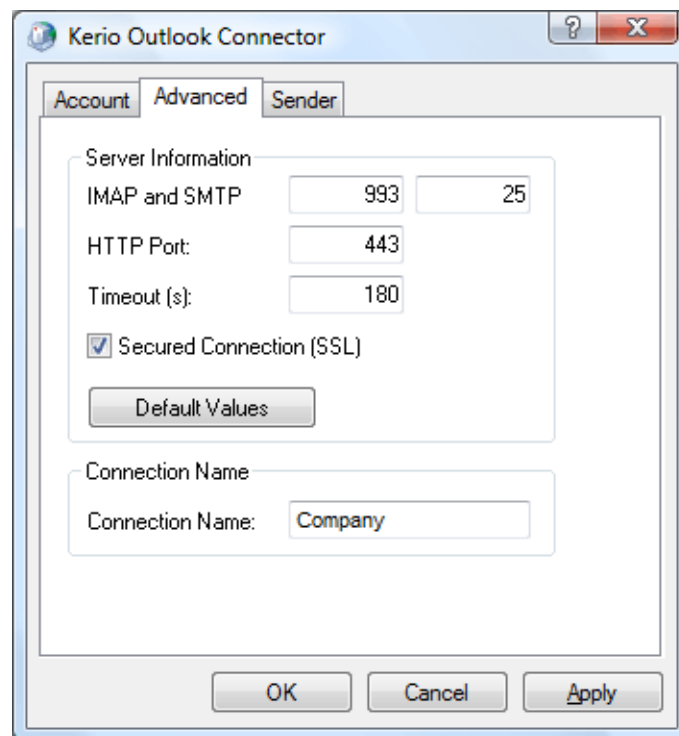 Kerio Outlook Connector
Account Advanced Sender
Server Information
IMAP and SMTP 993 25
HTTP Port: 443
Timeout (s): 180
Secured Connection (SSL)
Default Values
Connection Name
Connection Name: Company
OK Cancel Apply